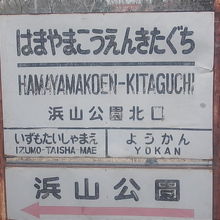 はまやまこうえんきたぐち
HAMAYAMAKOEN-KITAGUCHI
浜山公園北口
いずもたいしゃまえ ようかん
IZUMO-TAISHA MAE YOKAN
浜山公園